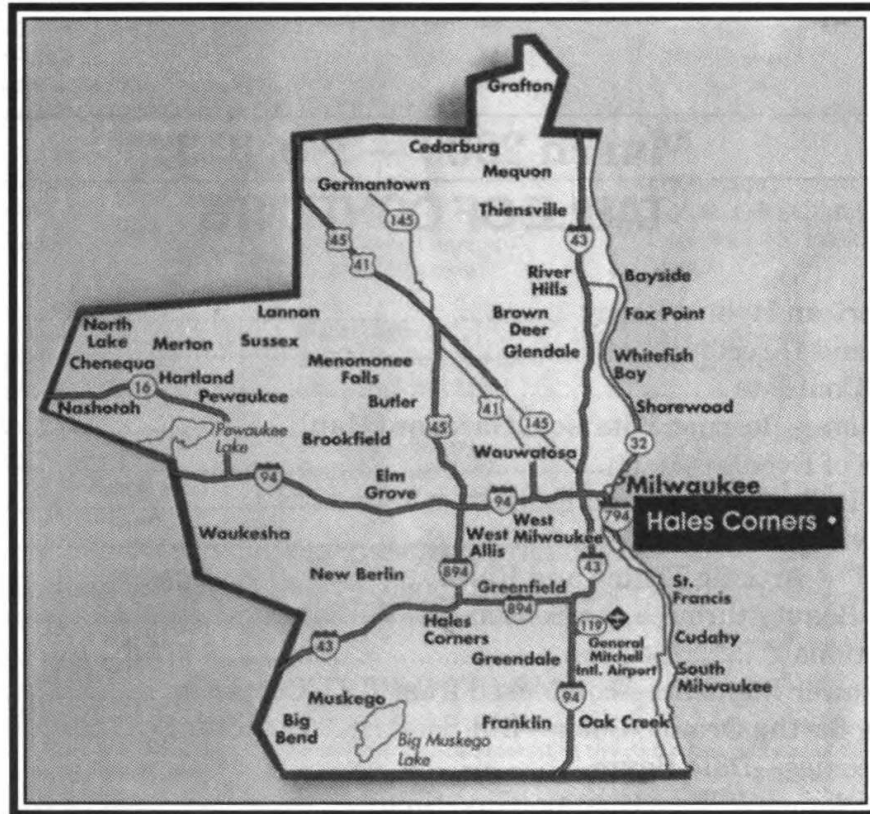 Grafton
Cedarburg
Mequon
Germantown
Thiensville
145
45
43
41
River
Hills
Bayside
Brown
Deer
Fox Point
Glendale
Whitefish
Bay
North
Lake
Lannon
Merton
Sussex
Chenequa
Menomonee
Falls
16
Hartland
Pewaukee
Nashotah
Butler
41
Shorewood
145
Pewaukee
Lake
45
Brookfield
32
Wauwatosa
94
Elm
Grove
94
Milwaukee
794
Hales Corners •
West
Milwaukee
West
Allis
Waukesha
New Berlin
894
43
Greenfield
St.
Francis
894
Hales
Corners
119
43
General
Mitchell
Intl. Airport
Cudahy
Greendale
South
Milwaukee
94
Muskego
Big
Bend
Franklin
Oak Creek
Big Muskego
Lake